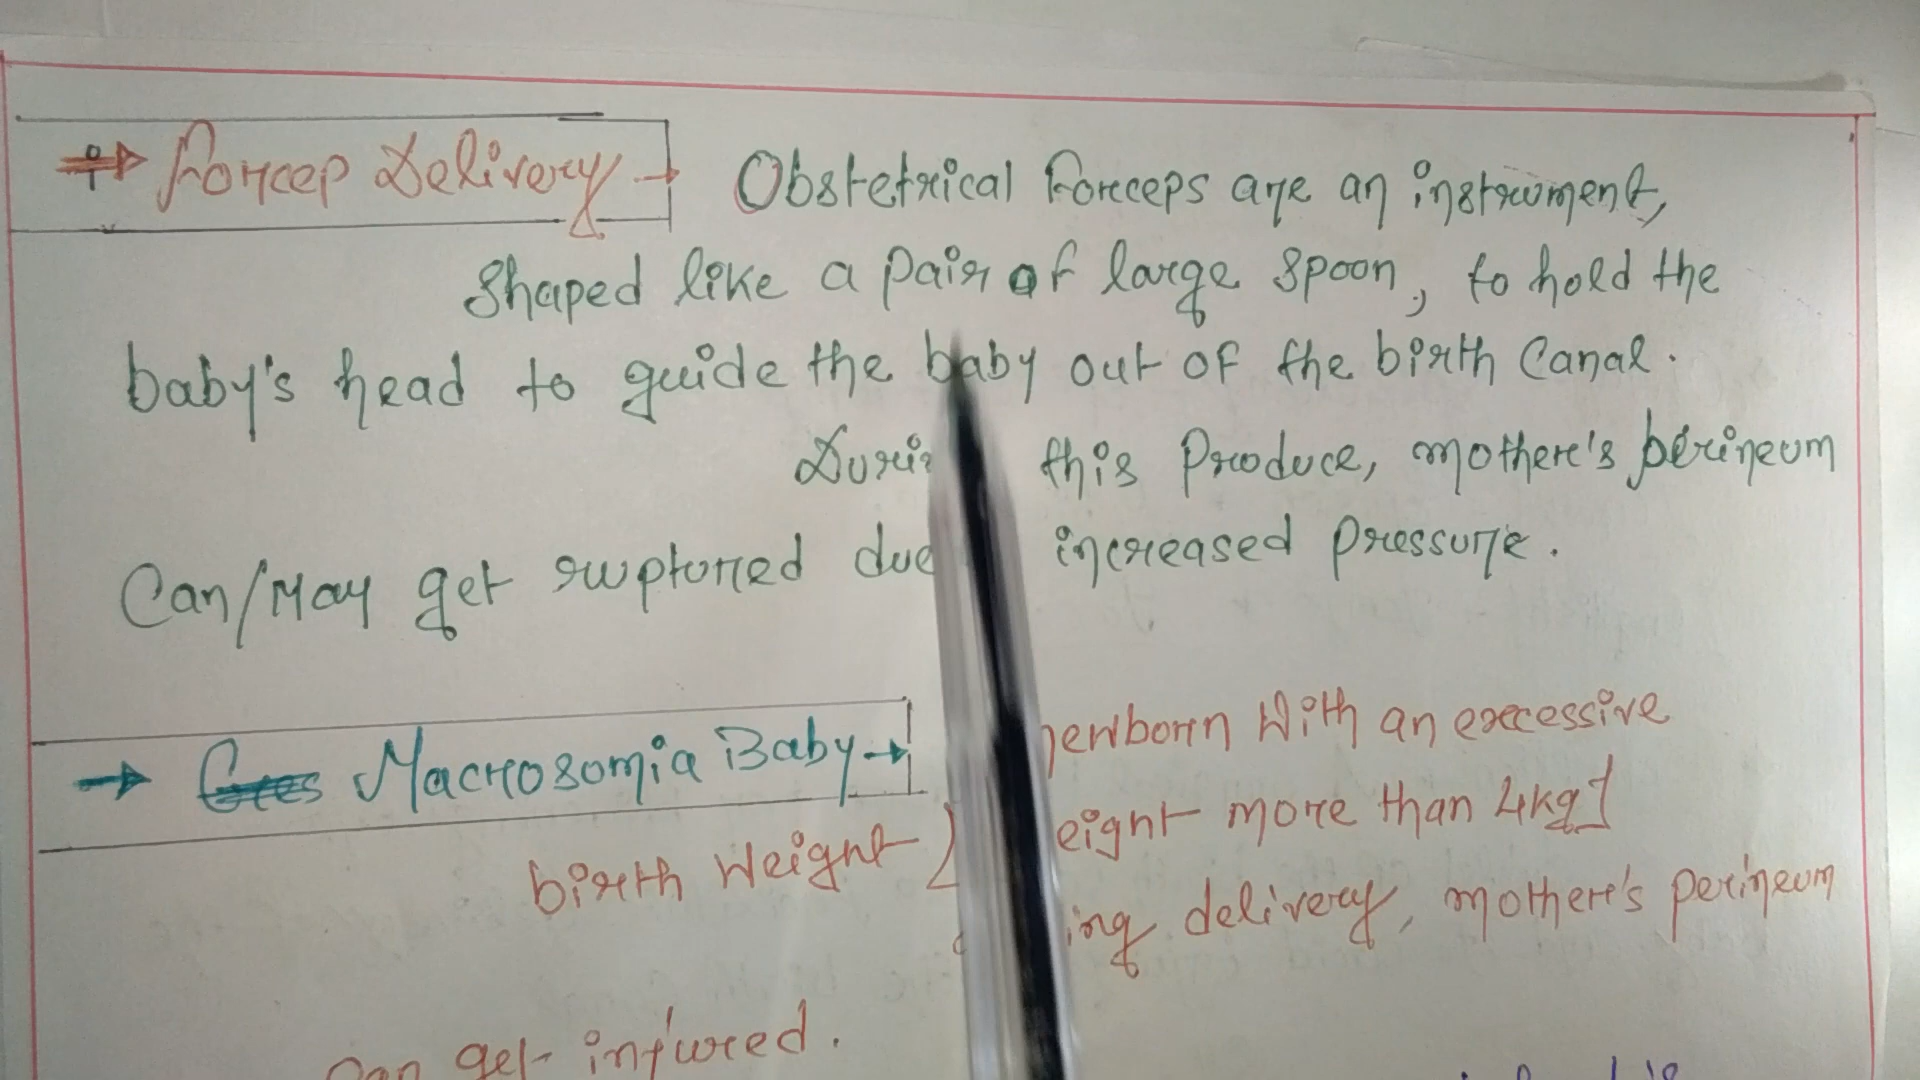 Forcep Delivery → Obstetrical Forceps are an instrument,
Shaped like a pair of large spoon, to hold the
baby's head to guide the baby out of the birth Canal.
this Produce, mother's perineum
Can/May get ruptured due increased pressure.
→ Macrosomia Baby → newborn With an excessive
birth Weight more than 4kg]
delivery, mother's perineum
Can get injured.